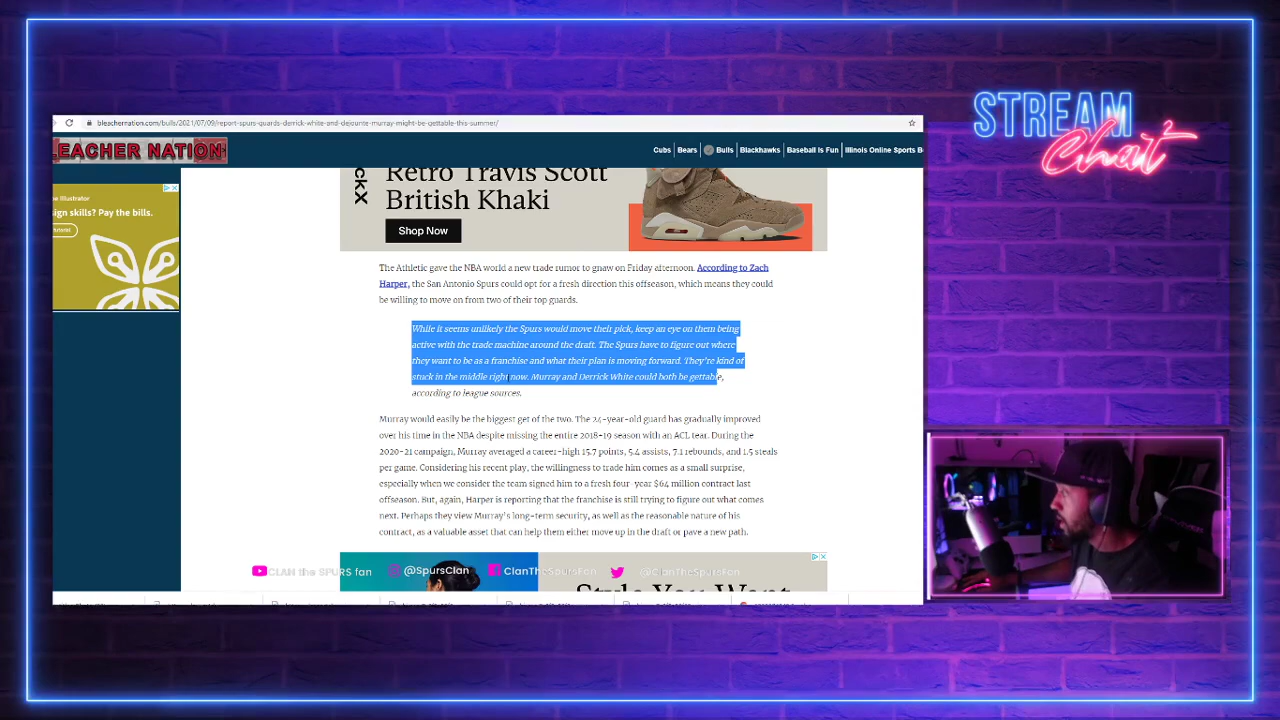 STREAM
Chat
bleachernation.com/bulls/2021/07/09/report-spurs-guards-derrick-white-and-dejounte-murray-might-be-gettable-this-summer/
EACHER NATION
Cubs
Bears
Bulls
Blackhawks
Baseball Is Fun
Illinois Online Sports B
Illustrator
ign skills? Pay the bills.
Retro Travis Scott
British Khaki
Shop Now
The Athletic gave the NBA world a new trade rumor to gnaw on Friday afternoon. According to Zach
Harper, the San Antonio Spurs could opt for a fresh direction this offseason, which means they could
be willing to move on from two of their top guards.
While it seems unlikely the Spurs would move their pick, keep an eye on them being
active with the trade machine around the draft. The Spurs have to figure out where
they want to be as a franchise and what their plan is moving forward. They're kind of
stuck in the middle right now. Murray and Derrick White could both be gettable,
according to league sources.
Murray would easily be the biggest get of the two. The 24-year-old guard has gradually improved
over his time in the NBA despite missing the entire 2018-19 season with an ACL tear. During the
2020-21 campaign, Murray averaged a career-high 15.7 points, 5.4 assists, 7.1 rebounds, and 1.5 steals
per game. Considering his recent play, the willingness to trade him comes as a small surprise,
especially when we consider the team signed him to a fresh four-year $64 million contract last
offseason. But, again, Harper is reporting that the franchise is still trying to figure out what comes
next. Perhaps they view Murray's long-term security, as well as the reasonable nature of his
contract, as a valuable asset that can help them either move up in the draft or pave a new path.
CLAN the SPURS fan
@SpursClan
ClanTheSpursFan
@ClanTheSpursFan
Style You Want